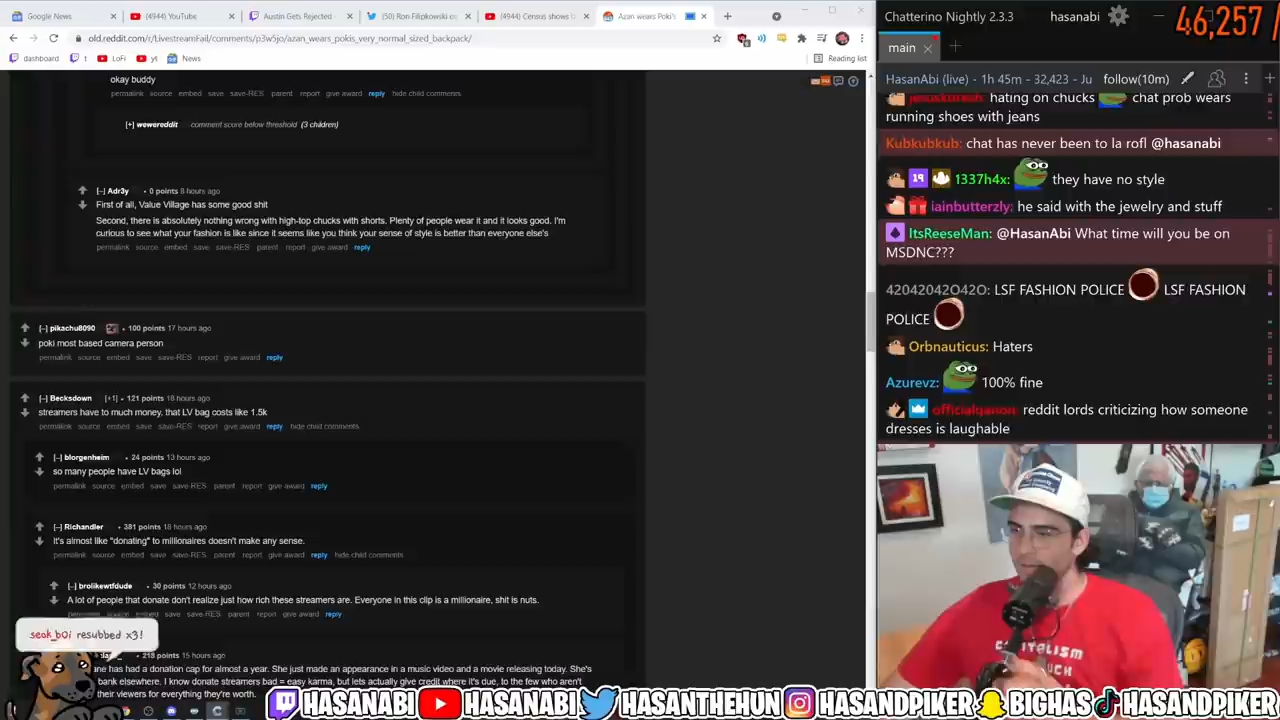 Google News
(4944) YouTube
Austin Gets Rejected
(50) Ron Filipkowski o
(4944) Census shows
Azan wears Poki's
old.reddit.com/r/LivestreamFail/comments/p3w5jo/azan_wears_pokis_very_normal_sized_backpack/
dashboard
t
LoFi
yt
News
Reading list
okay buddy
permalink source embed save save-RES parent report give award reply hide child comments
[+] wewereddit comment score below threshold (3 children)
[–] Adr3y • 0 points 8 hours ago
First of all, Value Village has some good shit
Second, there is absolutely nothing wrong with high-top chucks with shorts. Plenty of people wear it and it looks good. I'm
curious to see what your fashion is like since it seems like you think your sense of style is better than everyone else's
permalink source embed save save-RES parent report give award reply
[–] pikachu8090 • 100 points 17 hours ago
poki most based camera person
permalink source embed save save-RES report give award reply
[–] Becksdown [+1] • 121 points 18 hours ago
streamers have to much money, that LV bag costs like 1.5k
permalink source embed save save-RES report give award reply hide child comments
[–] blorgenheim • 24 points 13 hours ago
so many people have LV bags lol
permalink source embed save save-RES parent report give award reply
[–] Richandler • 381 points 18 hours ago
It's almost like "donating" to millionaires doesn't make any sense.
permalink source embed save save-RES parent report give award reply hide child comments
[–] brolikewtfdude • 30 points 12 hours ago
A lot of people that donate don't realize just how rich these streamers are. Everyone in this clip is a millionaire, shit is nuts.
permalink source embed save save-RES parent report give award reply
seok_b0i resubbed x3!
• 218 points 15 hours ago
ane has had a donation cap for almost a year. She just made an appearance in a music video and a movie releasing today. She's
bank elsewhere. I know donate streamers bad = easy karma, but lets actually give credit where it's due, to the few who aren't
their viewers for everything they're worth.
Chatterino Nightly 2.3.3
hasanabi
46,257 /
main
HasanAbi (live) - 1h 45m - 32,423 - Ju
follow(10m)
hating on chucks chat prob wears
running shoes with jeans
Kubkubkub: chat has never been to la rofl @hasanabi
19 1337h4x: they have no style
iainbutterzly: he said with the jewelry and stuff
ItsReeseMan: @HasanAbi What time will you be on
MSDNC???
42042042O42O: LSF FASHION POLICE LSF FASHION
POLICE
Orbnauticus: Haters
Azurevz: 100% fine
officialqanon: reddit lords criticizing how someone
dresses is laughable
HASANABI
HASANABI
HASANTHEHUN
HASANDPIKER
BIGHAS
HASANDPIKER